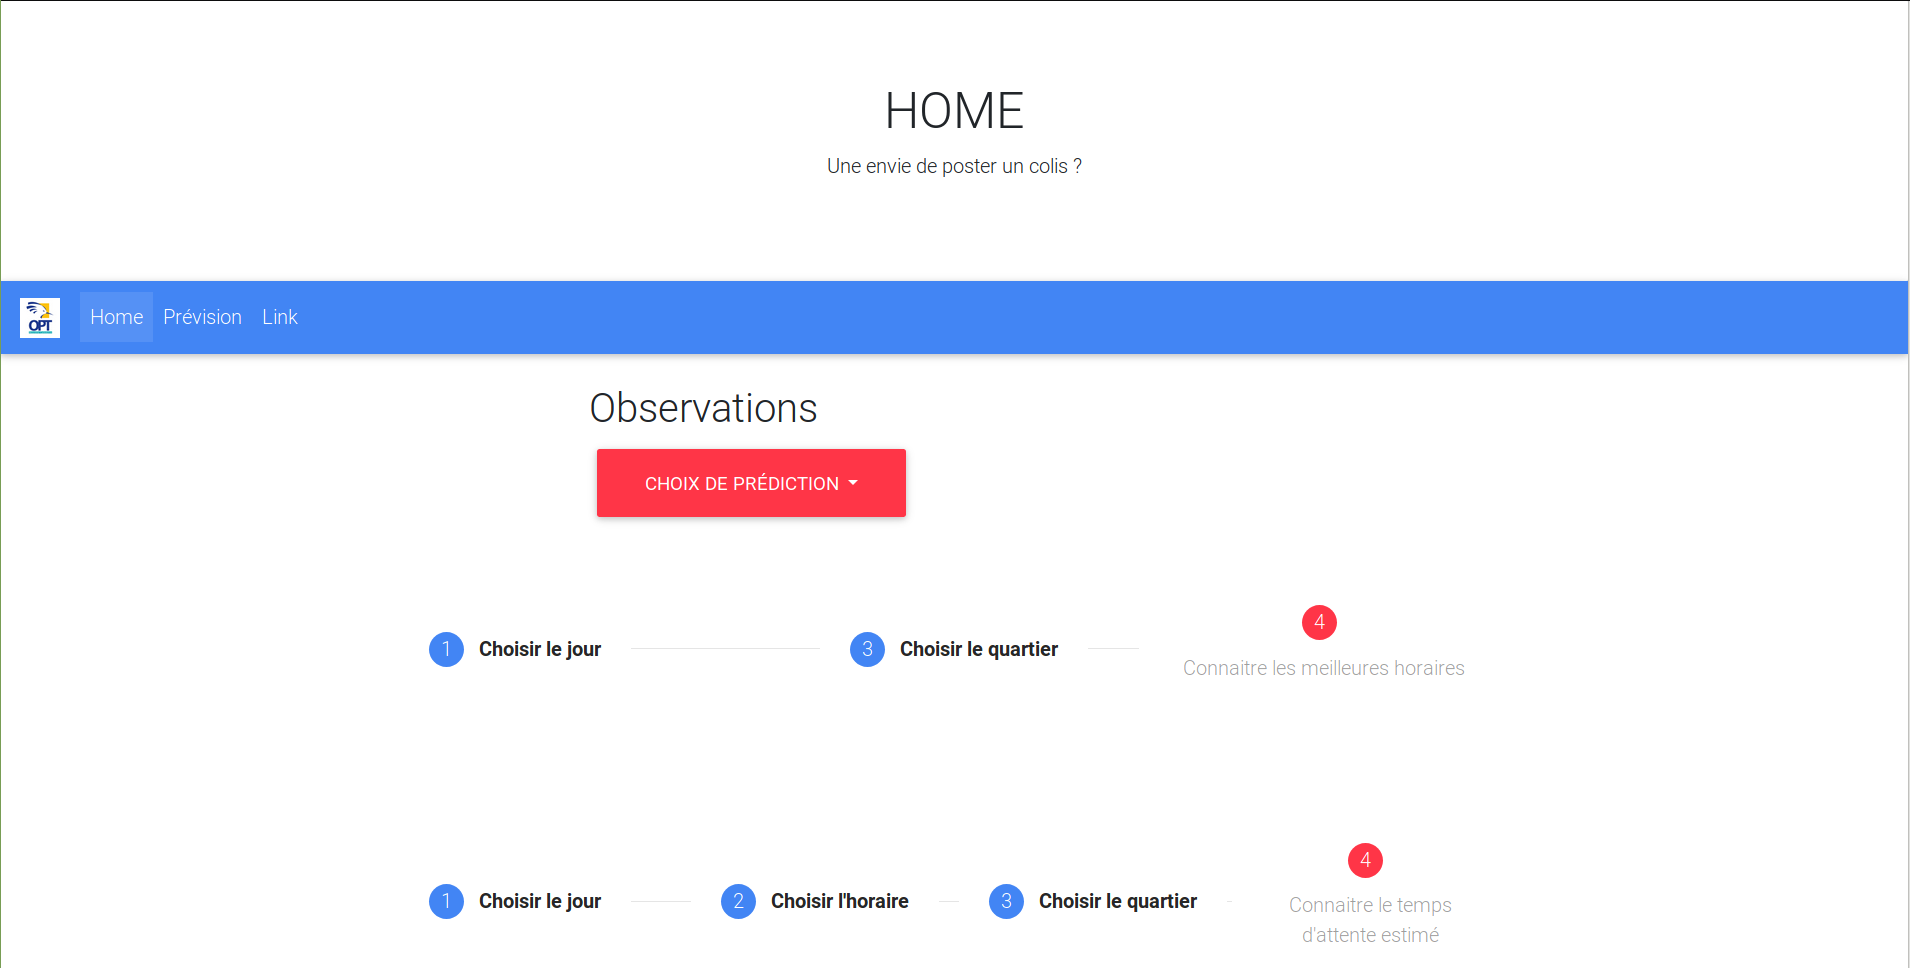 HOME
Une envie de poster un colis ?
OPT
Home Prévision Link
Observations
CHOIX DE PRÉDICTION
1 Choisir le jour 3 Choisir le quartier 4
Connaitre les meilleures horaires
1 Choisir le jour 2 Choisir l'horaire 3 Choisir le quartier 4
Connaitre le temps
d'attente estimé